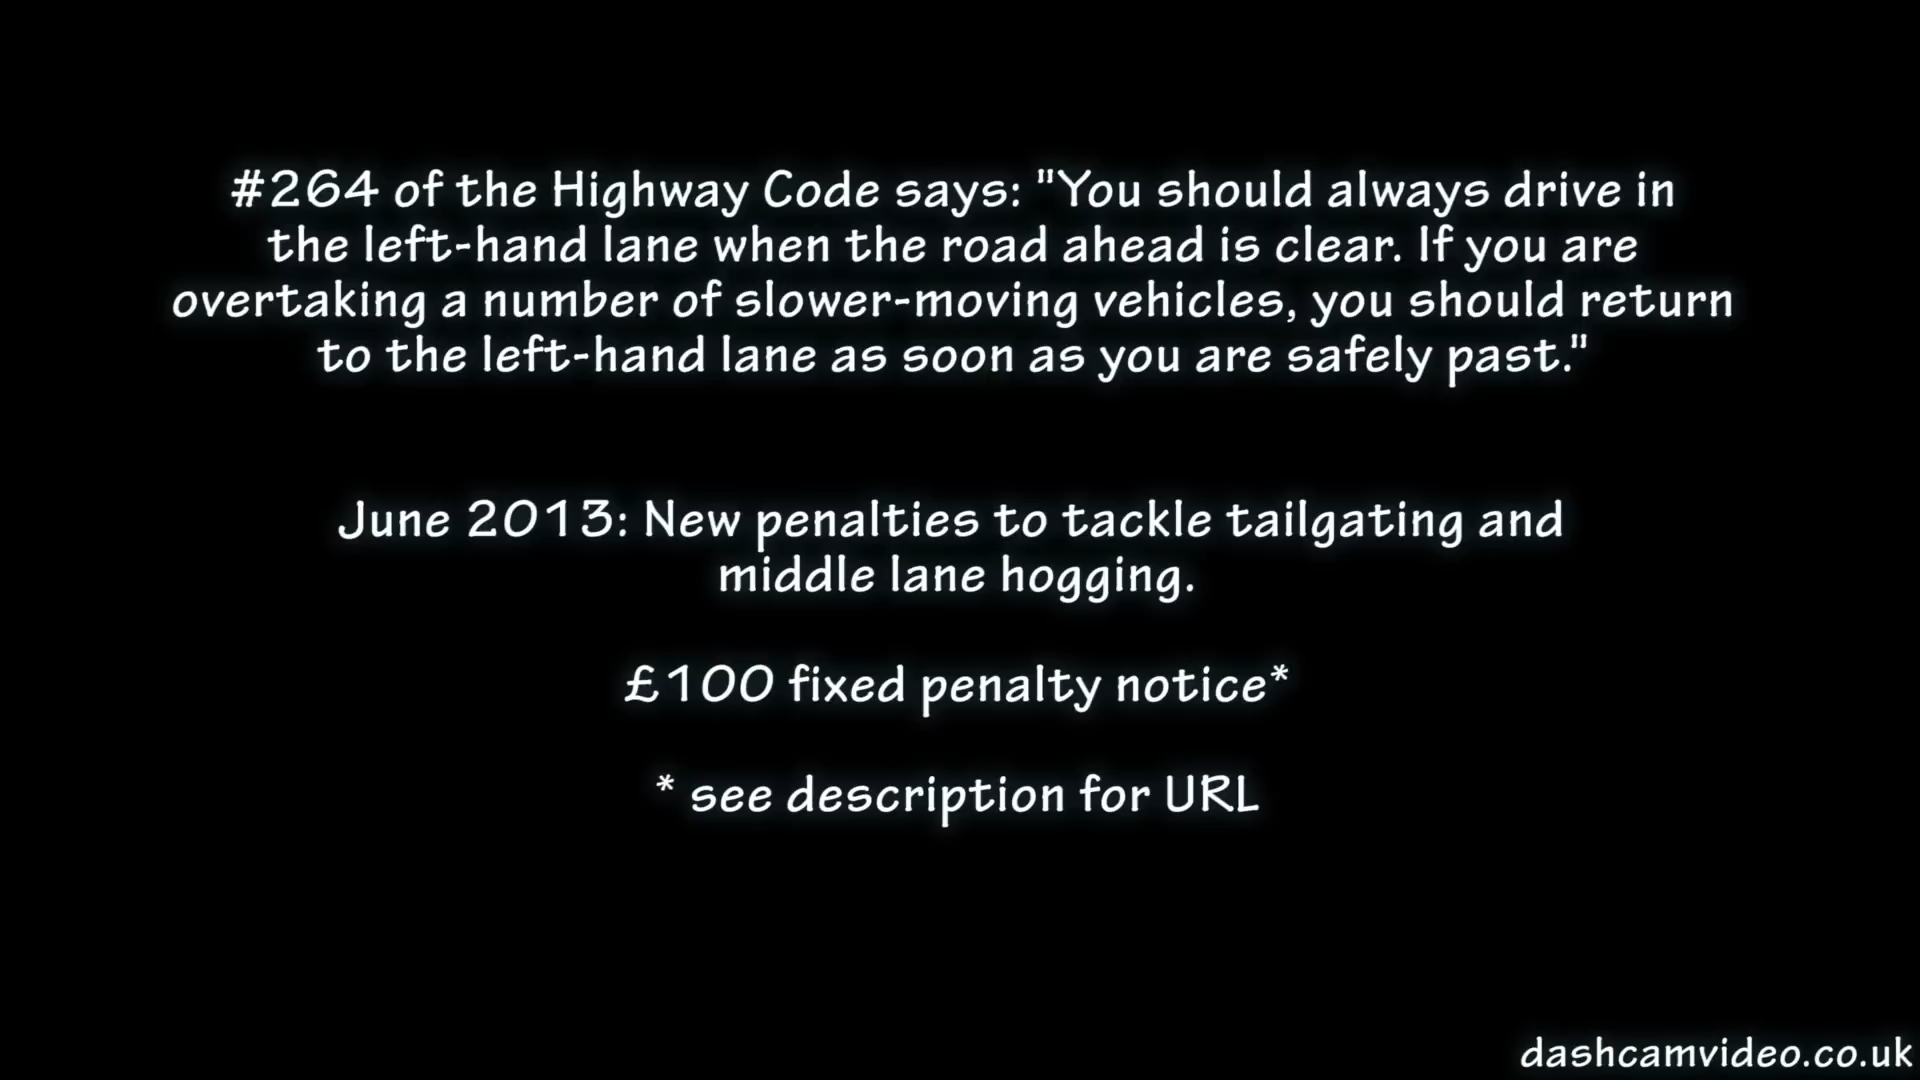 #264 of the Highway Code says: "You should always drive in
the left-hand lane when the road ahead is clear. If you are
overtaking a number of slower-moving vehicles, you should return
to the left-hand lane as soon as you are safely past."
June 2013: New penalties to tackle tailgating and
middle lane hogging.
£100 fixed penalty notice*
* see description for URL
dashcamvideo.co.uk